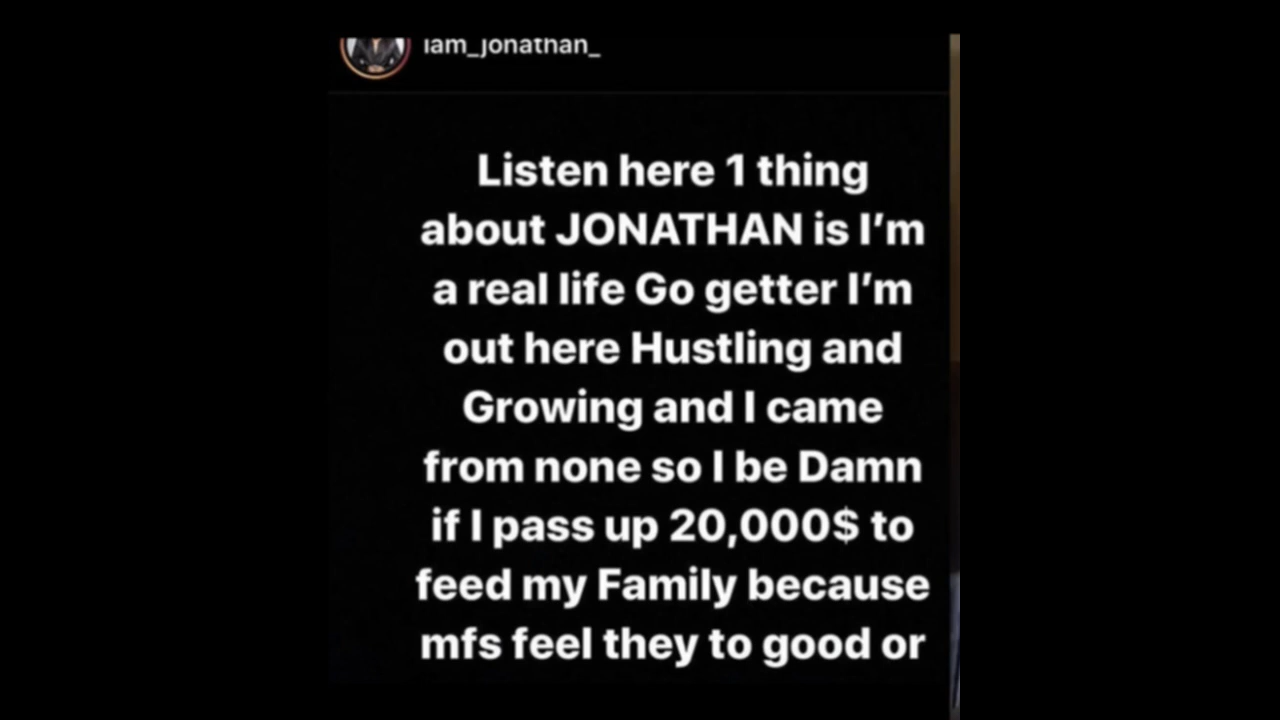 iam_jonathan_
Listen here 1 thing
about JONATHAN is I’m
a real life Go getter I’m
out here Hustling and
Growing and I came
from none so I be Damn
if I pass up 20,000$ to
feed my Family because
mfs feel they to good or